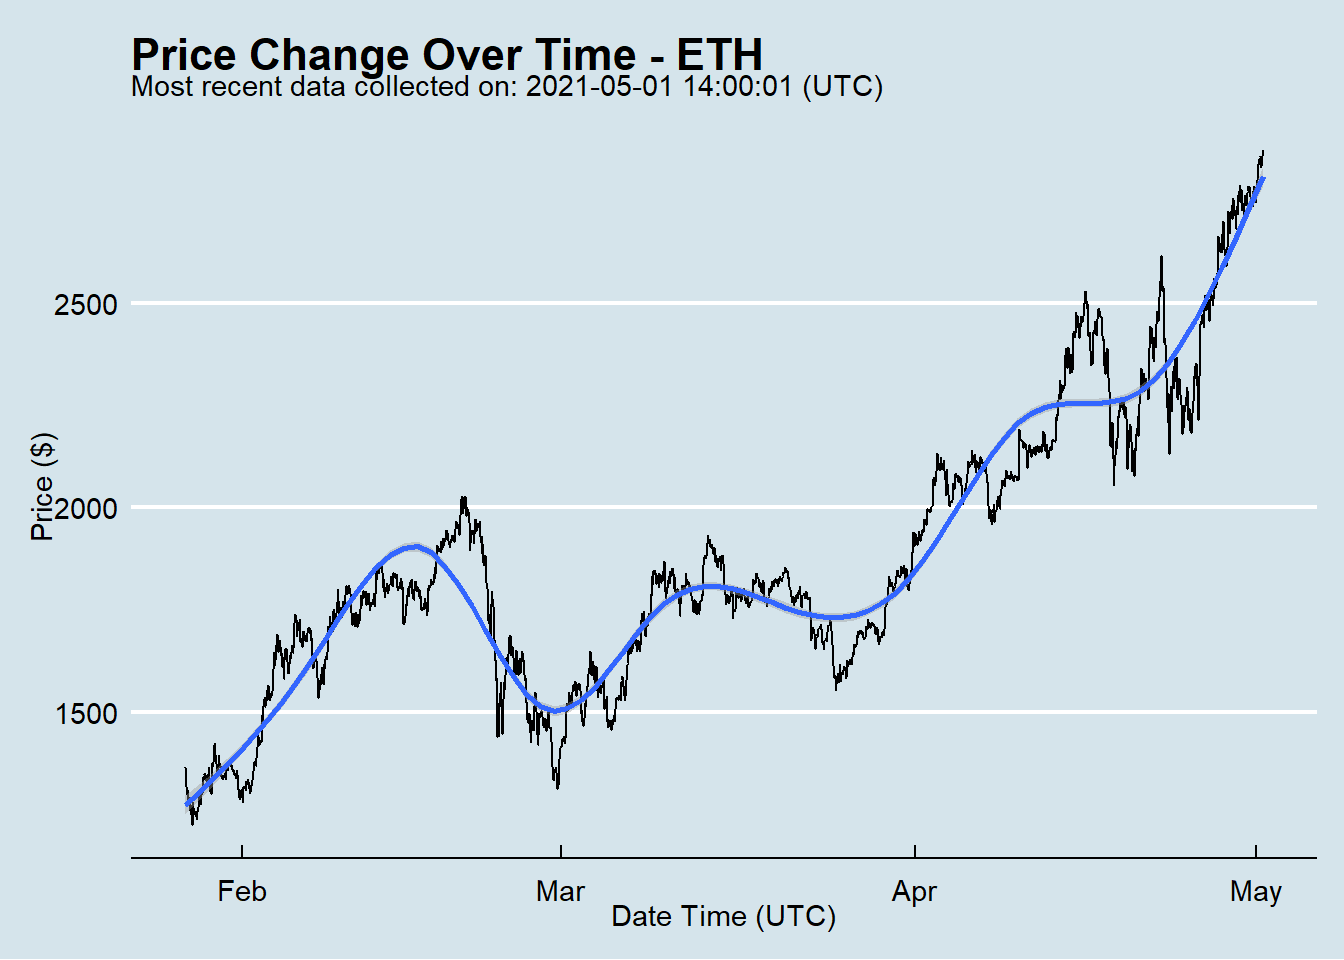 Price Change Over Time - ETH
Most recent data collected on: 2021-05-01 14:00:01 (UTC)
Price ($)
2500
2000
1500
Feb Mar Apr May
Date Time (UTC)